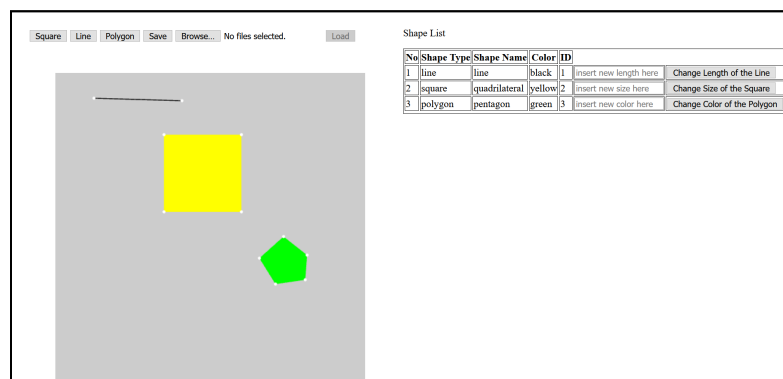 Square Line Polygon Save Browse... No files selected. Load
Shape List
No Shape Type Shape Name Color ID
1 line line black 1 insert new length here Change Length of the Line
2 square quadrilateral yellow 2 insert new size here Change Size of the Square
3 polygon pentagon green 3 insert new color here Change Color of the Polygon